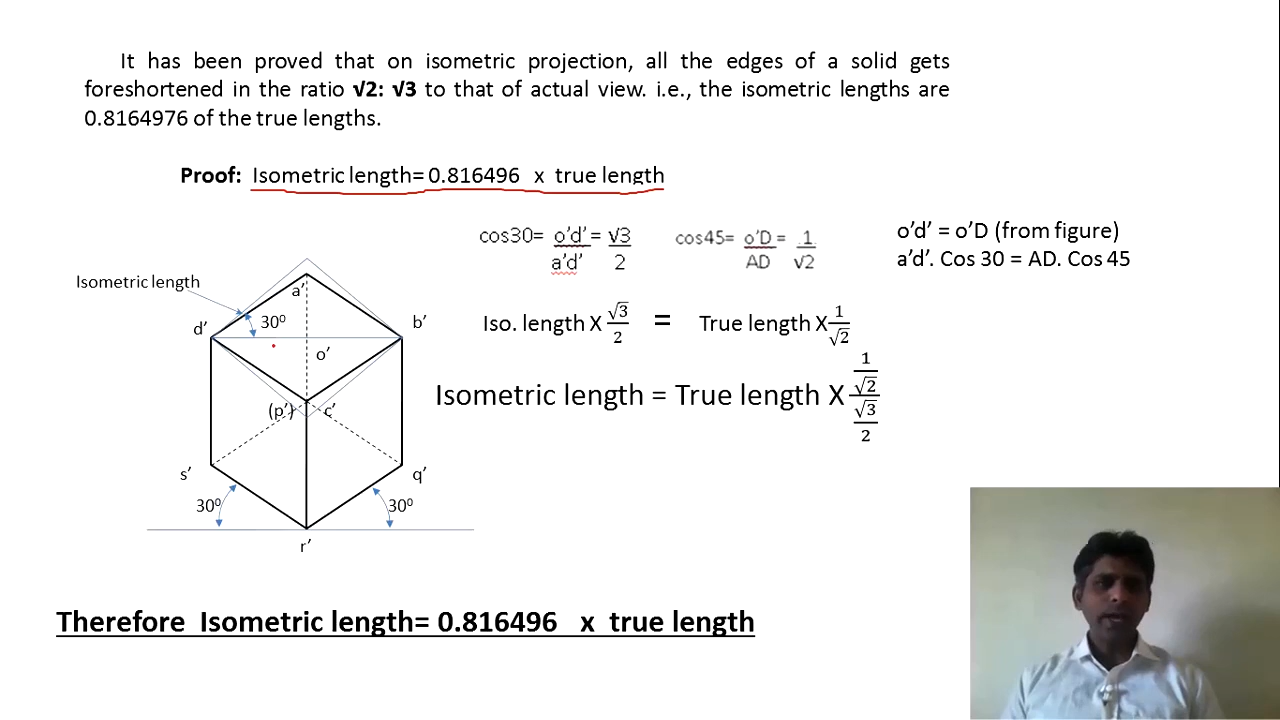 It has been proved that on isometric projection, all the edges of a solid gets
foreshortened in the ratio √2: √3 to that of actual view. i.e., the isometric lengths are
0.8164976 of the true lengths.
Proof: Isometric length= 0.816496 x true length
cos30= o'd' = √3
a'd' 2
cos45= o'D = 1
AD √2
o'd' = o'D (from figure)
a'd'. Cos 30 = AD. Cos 45
Iso. length X √3/2 = True length X 1/√2
Isometric length = True length X
1
√2
√3
2
Isometric length
a'
30⁰
d'
b'
o'
(p')
c'
s'
q'
30⁰
30⁰
r'
Therefore Isometric length= 0.816496 x true length